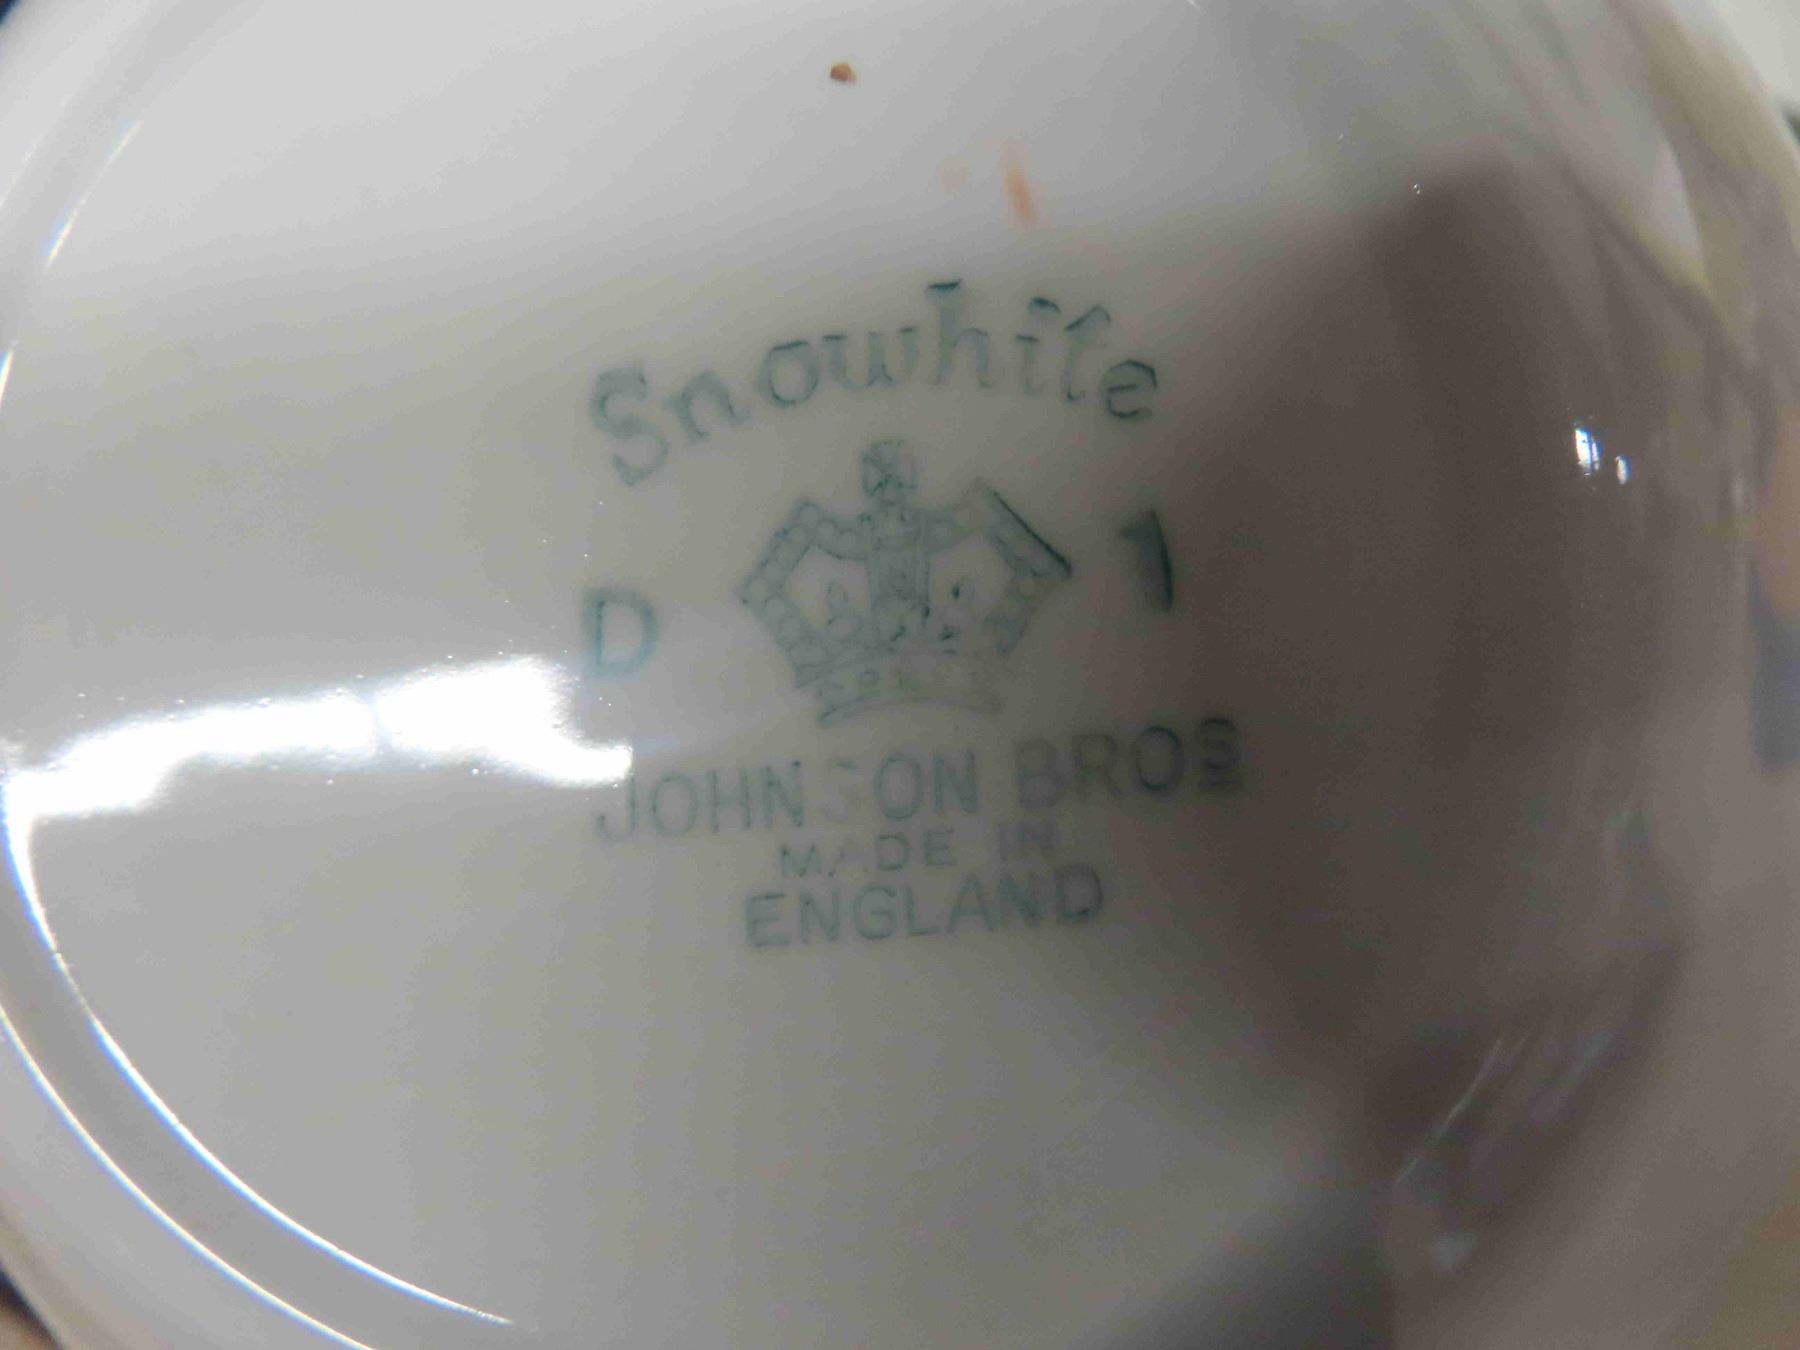 Snowhite
D 1
JOHNSON BROS
MADE IN
ENGLAND